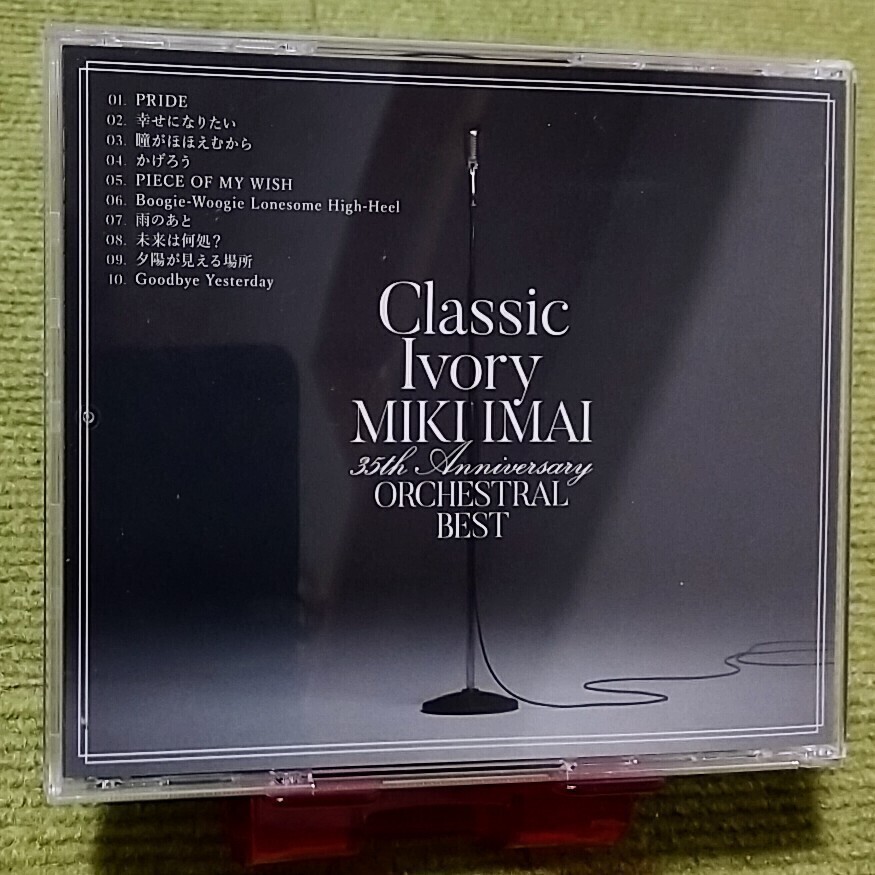 01. PRIDE
02. 幸せになりたい
03. 瞳がほほえむから
04. かげろう
05. PIECE OF MY WISH
06. Boogie-Woogie Lonesome High-Heel
07. 雨のあと
08. 未来は何処？
09. 夕陽が見える場所
10. Goodbye Yesterday
Classic
Ivory
MIKI IMAI
35th Anniversary
ORCHESTRAL
BEST